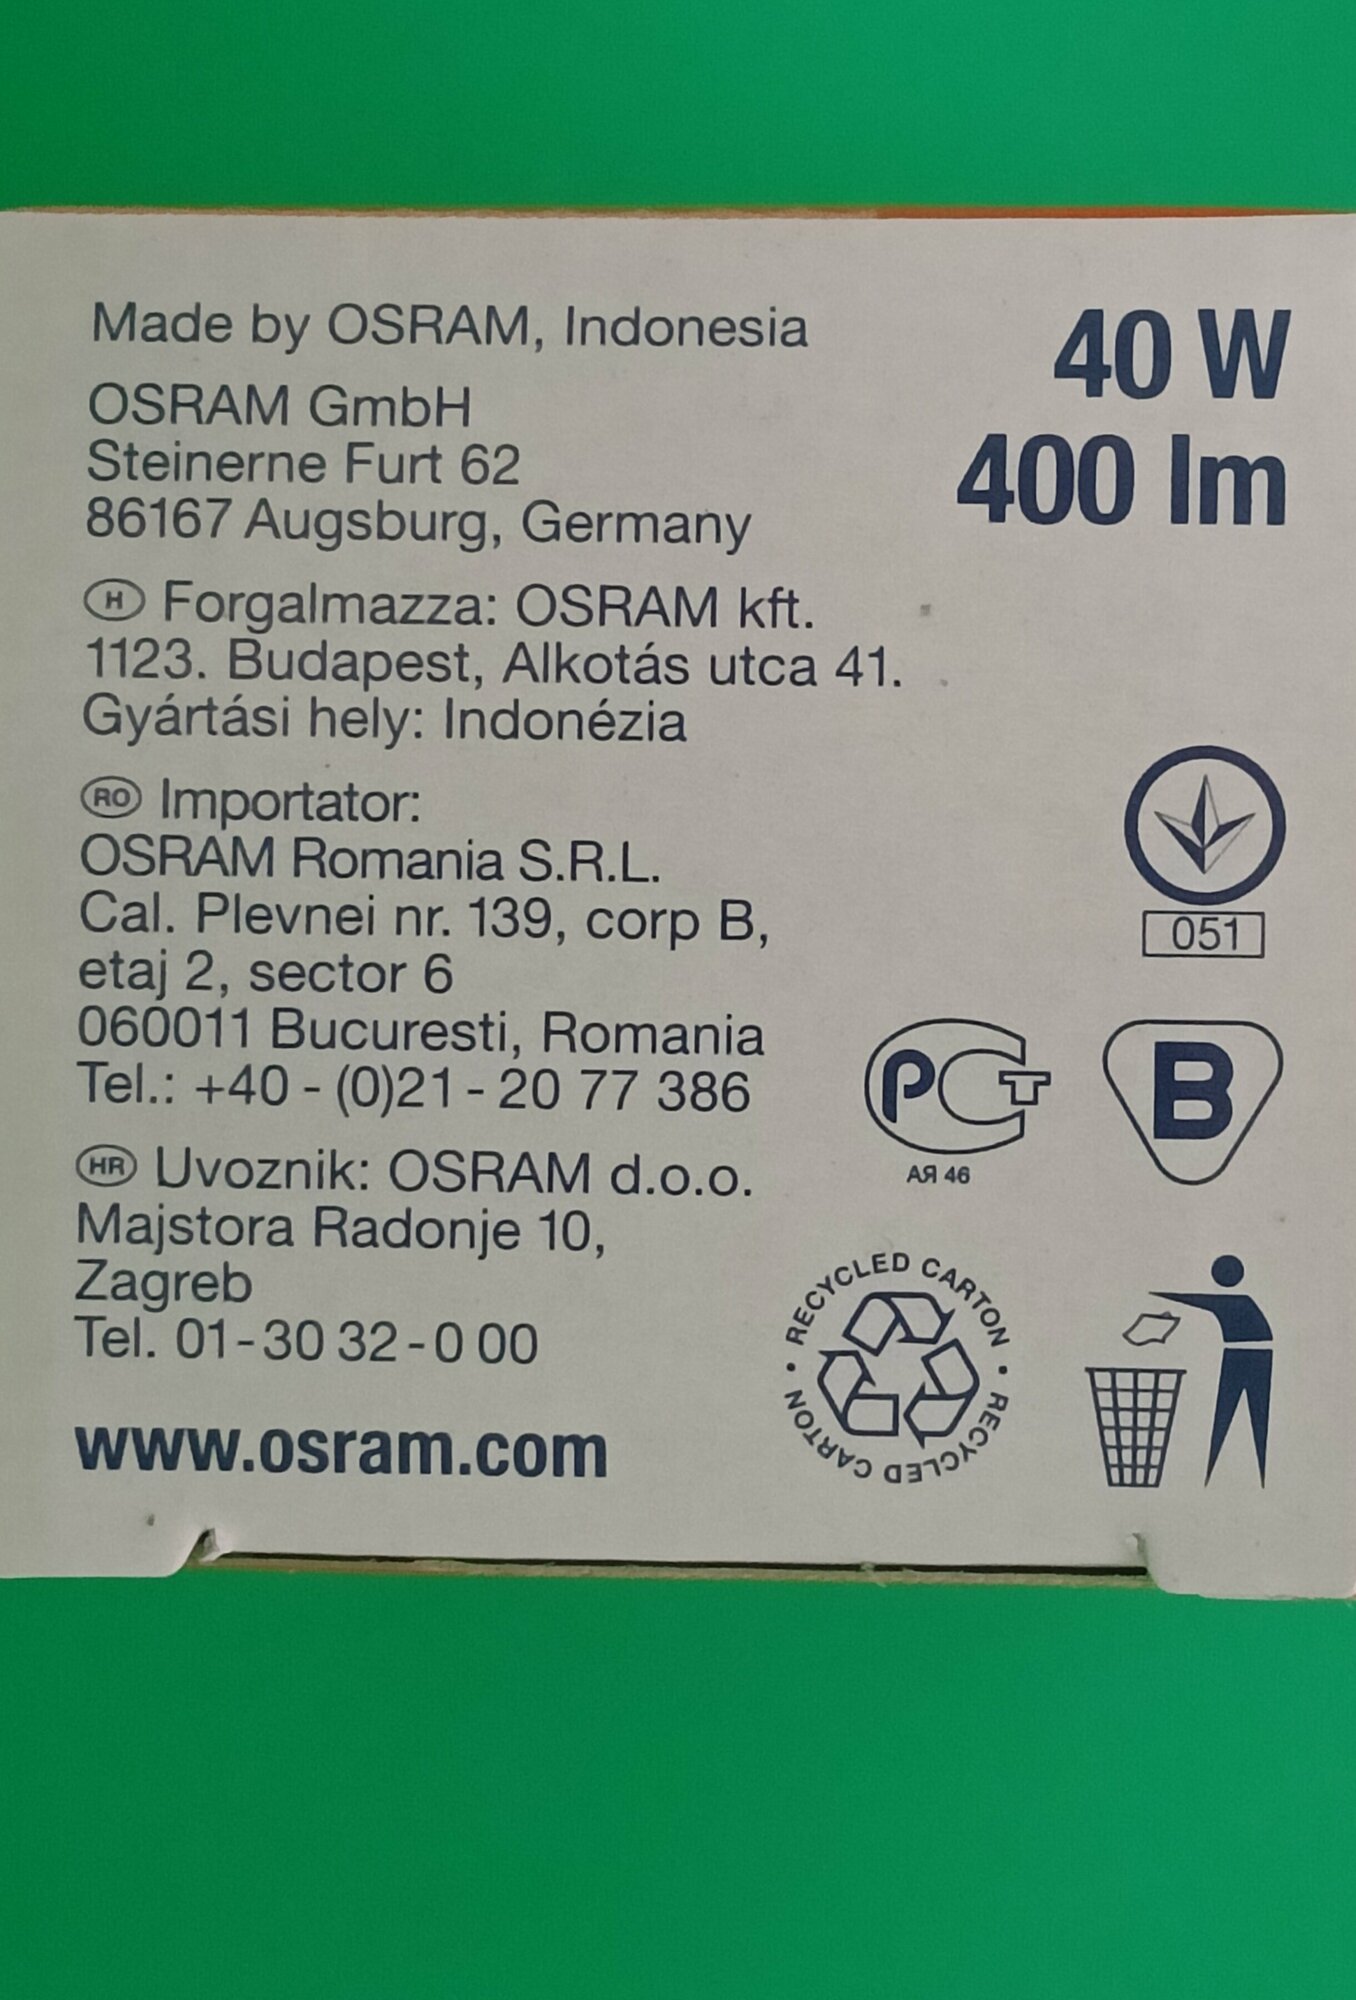 Made by OSRAM, Indonesia
40 W
400 lm
OSRAM GmbH
Steinerne Furt 62
86167 Augsburg, Germany
H Forgalmazza: OSRAM kft.
1123. Budapest, Alkotás utca 41.
Gyártási hely: Indonézia
RO Importator:
OSRAM Romania S.R.L.
Cal. Plevnei nr. 139, corp B,
etaj 2, sector 6
060011 Bucuresti, Romania
Tel.: +40 - (0)21 - 20 77 386
HR Uvoznik: OSRAM d.o.o.
Majstora Radonje 10,
Zagreb
Tel. 01-30 32-0 00
www.osram.com
051
РСТ
АЯ 46
B
RECYCLED CARTON • RECYCLED CARTON •